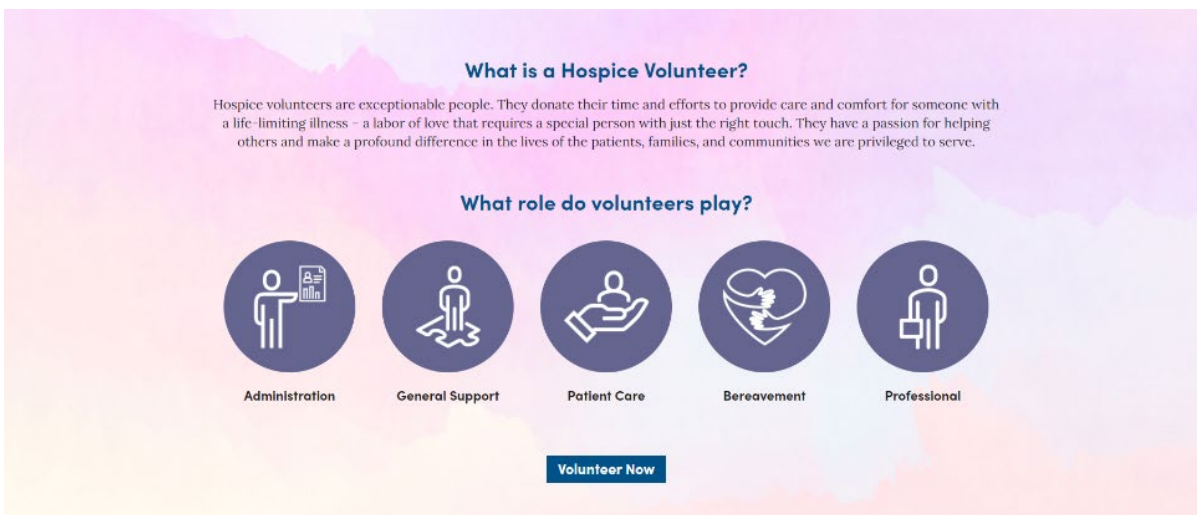 What is a Hospice Volunteer?
Hospice volunteers are exceptionable people. They donate their time and efforts to provide care and comfort for someone with
a life-limiting illness – a labor of love that requires a special person with just the right touch. They have a passion for helping
others and make a profound difference in the lives of the patients, families, and communities we are privileged to serve.
What role do volunteers play?
Administration
General Support
Patient Care
Bereavement
Professional
Volunteer Now